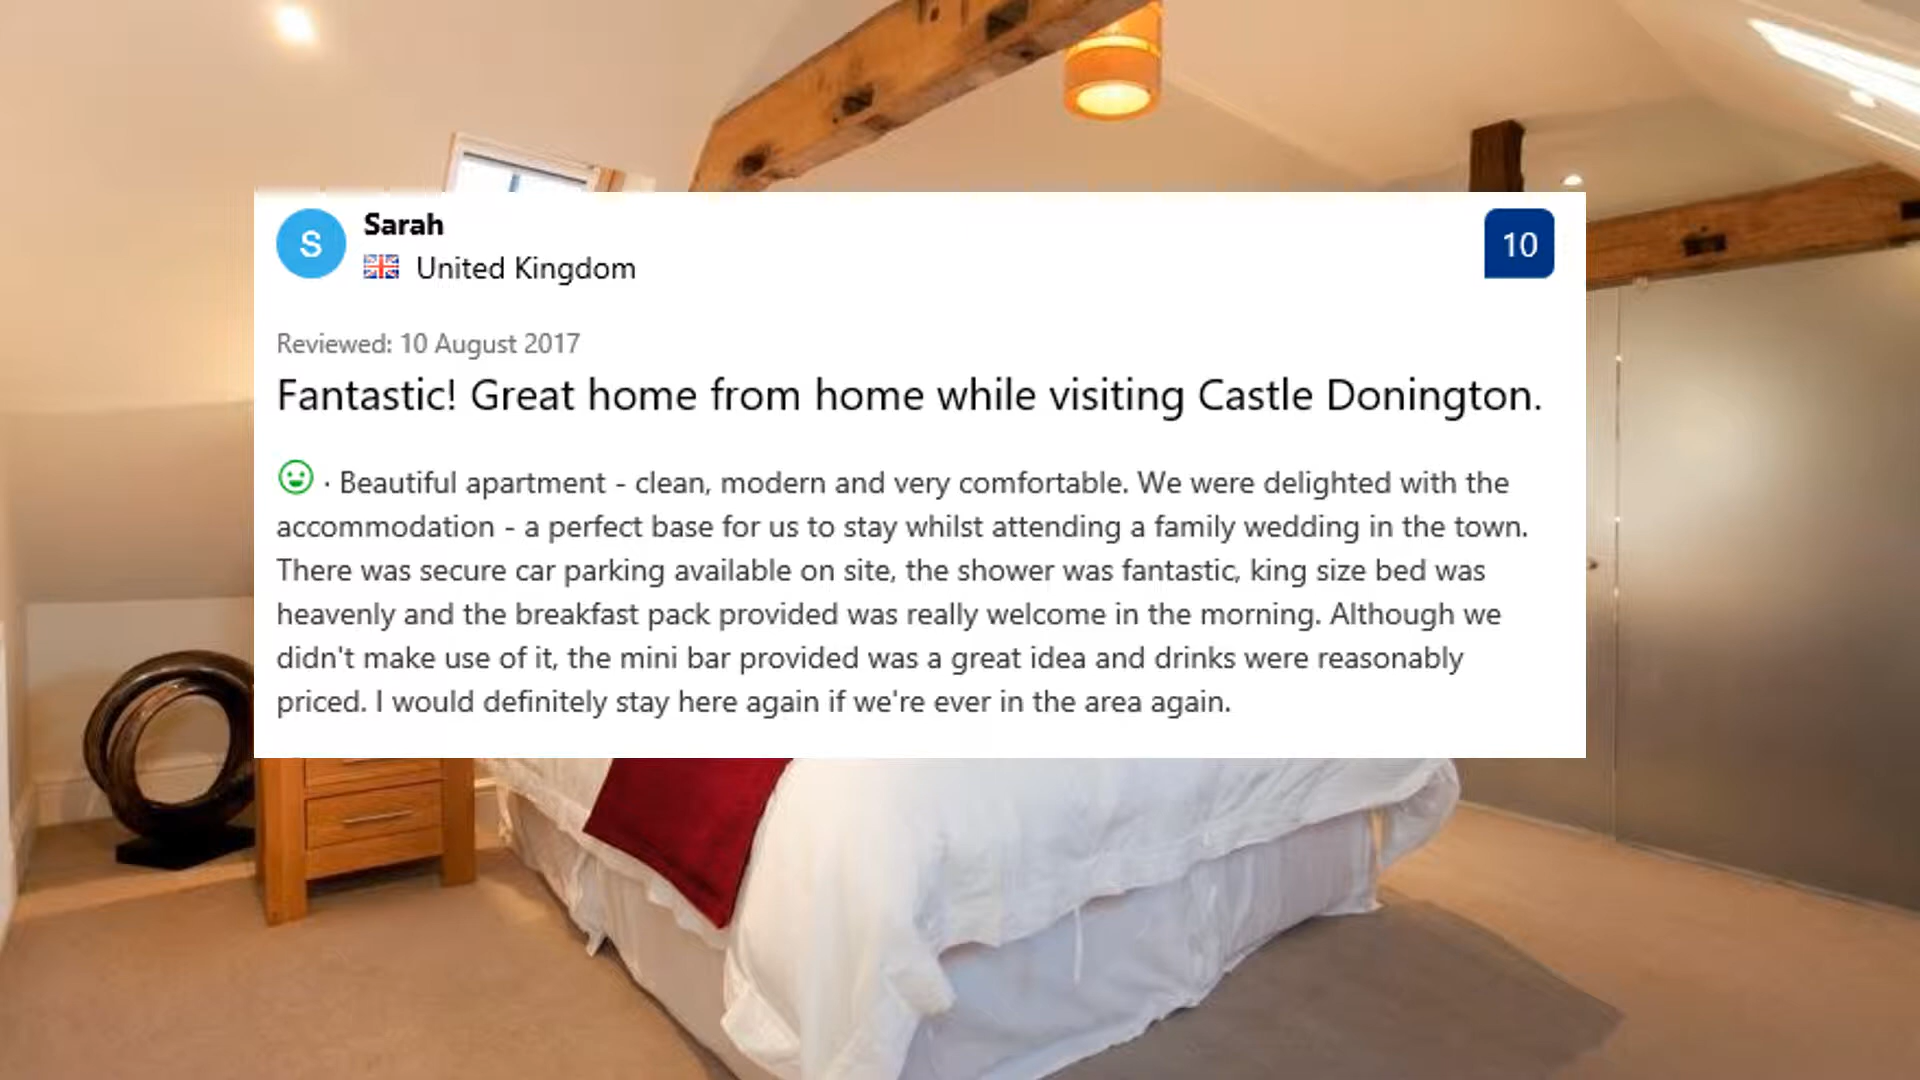 S
Sarah
United Kingdom
10
Reviewed: 10 August 2017
Fantastic! Great home from home while visiting Castle Donington.
· Beautiful apartment - clean, modern and very comfortable. We were delighted with the
accommodation - a perfect base for us to stay whilst attending a family wedding in the town.
There was secure car parking available on site, the shower was fantastic, king size bed was
heavenly and the breakfast pack provided was really welcome in the morning. Although we
didn't make use of it, the mini bar provided was a great idea and drinks were reasonably
priced. I would definitely stay here again if we're ever in the area again.